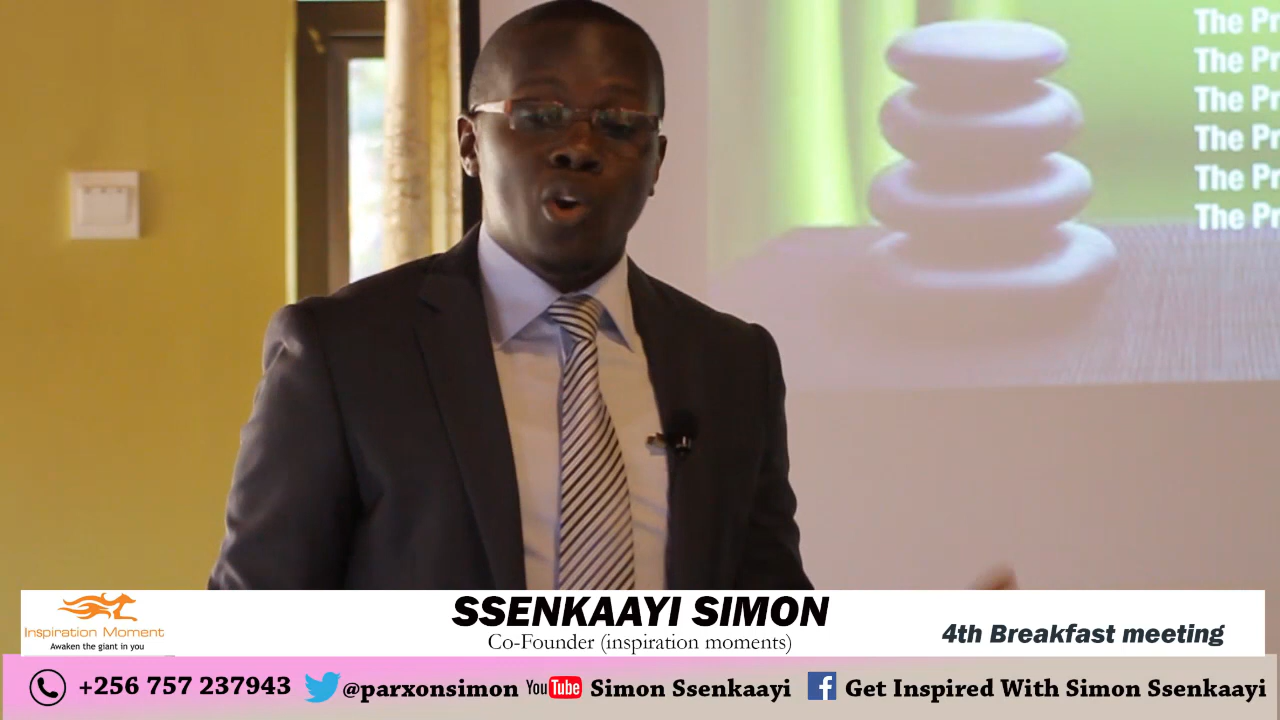 The Pr
The Pr
The Pr
The Pr
The Pr
The Pr
Inspiration Moment
Awaken the giant in you
SSENKAAYI SIMON
Co-Founder (inspiration moments)
4th Breakfast meeting
+256 757 237943
@parxonsimon
YouTube Simon Ssenkaayi
f Get Inspired With Simon Ssenkaayi